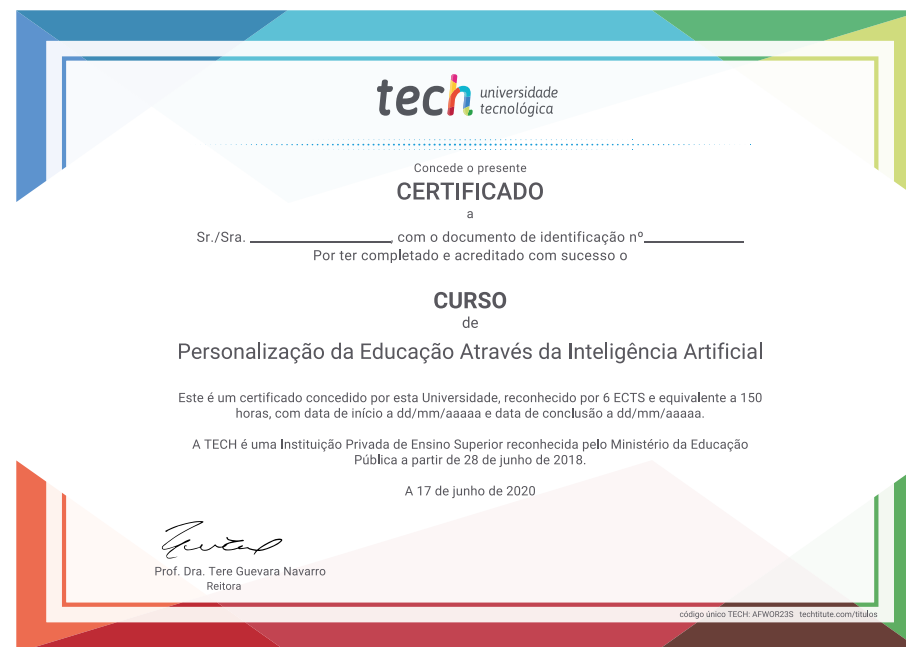 tech universidade
tecnológica
Concede o presente
CERTIFICADO
a
Sr./Sra. ____________, com o documento de identificação nº____________
Por ter completado e acreditado com sucesso o
CURSO
de
Personalização da Educação Através da Inteligência Artificial
Este é um certificado concedido por esta Universidade, reconhecido por 6 ECTS e equivalente a 150
horas, com data de início a dd/mm/aaaaa e data de conclusão a dd/mm/aaaaa.
A TECH é uma Instituição Privada de Ensino Superior reconhecida pelo Ministério da Educação
Pública a partir de 28 de junho de 2018.
A 17 de junho de 2020
Prof. Dra. Tere Guevara Navarro
Reitora
código único TECH: AFWOR23S techtitute.com/titulos